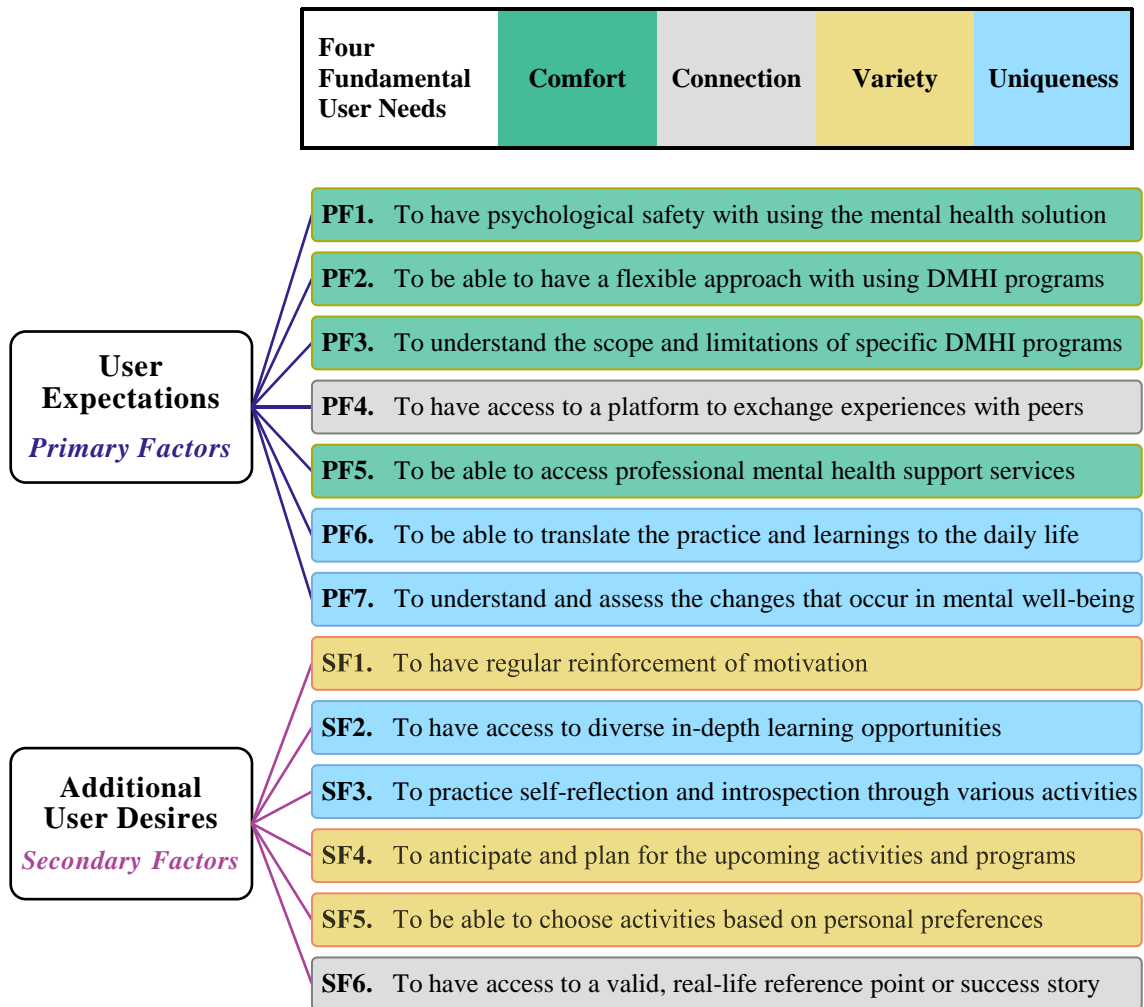 Four
Fundamental
User Needs
Comfort
Connection
Variety
Uniqueness
PF1. To have psychological safety with using the mental health solution
PF2. To be able to have a flexible approach with using DMHI programs
PF3. To understand the scope and limitations of specific DMHI programs
User
Expectations
Primary Factors
PF4. To have access to a platform to exchange experiences with peers
PF5. To be able to access professional mental health support services
PF6. To be able to translate the practice and learnings to the daily life
PF7. To understand and assess the changes that occur in mental well-being
SF1. To have regular reinforcement of motivation
SF2. To have access to diverse in-depth learning opportunities
SF3. To practice self-reflection and introspection through various activities
Additional
User Desires
Secondary Factors
SF4. To anticipate and plan for the upcoming activities and programs
SF5. To be able to choose activities based on personal preferences
SF6. To have access to a valid, real-life reference point or success story